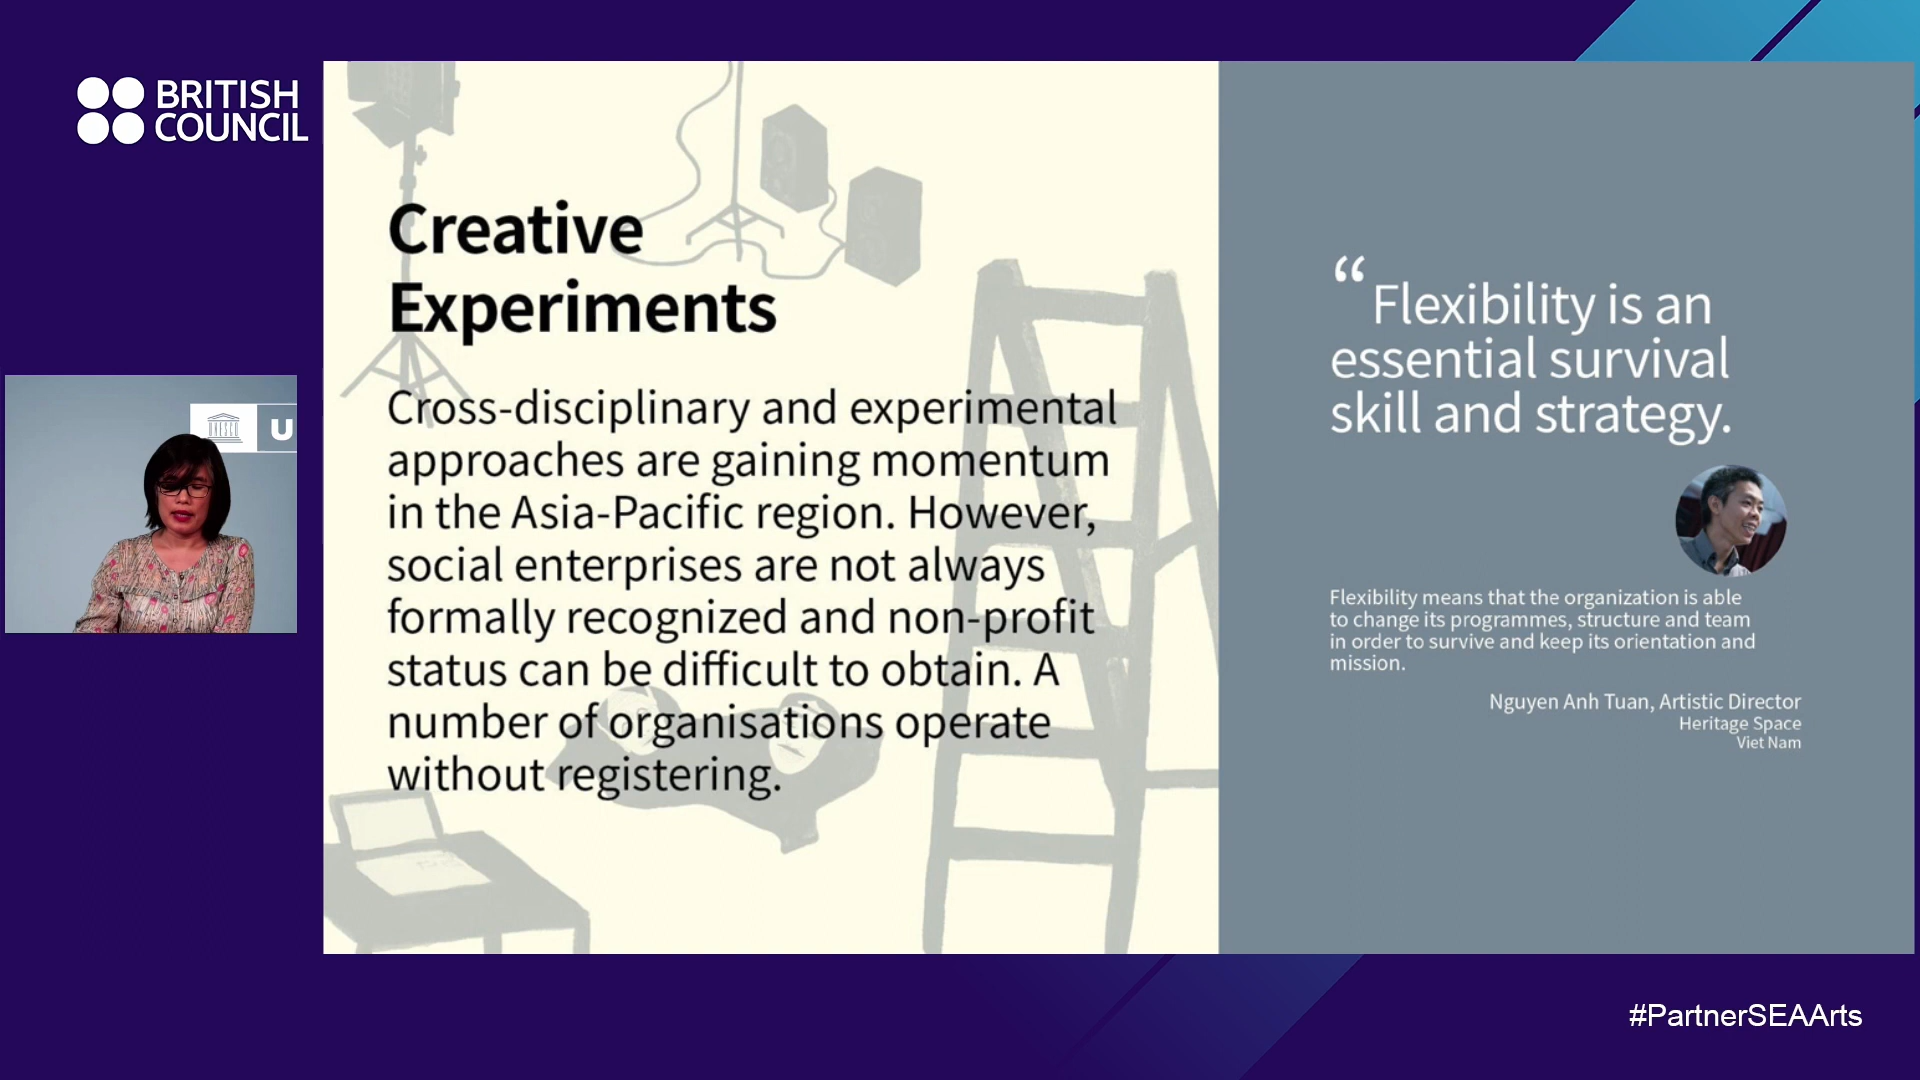 BRITISH
COUNCIL
Creative
Experiments
Cross-disciplinary and experimental
approaches are gaining momentum
in the Asia-Pacific region. However,
social enterprises are not always
formally recognized and non-profit
status can be difficult to obtain. A
number of organisations operate
without registering.
“Flexibility is an
essential survival
skill and strategy.
Flexibility means that the organization is able
to change its programmes, structure and team
in order to survive and keep its orientation and
mission.
Nguyen Anh Tuan, Artistic Director
Heritage Space
Viet Nam
UNESCO
U
#PartnerSEAArts